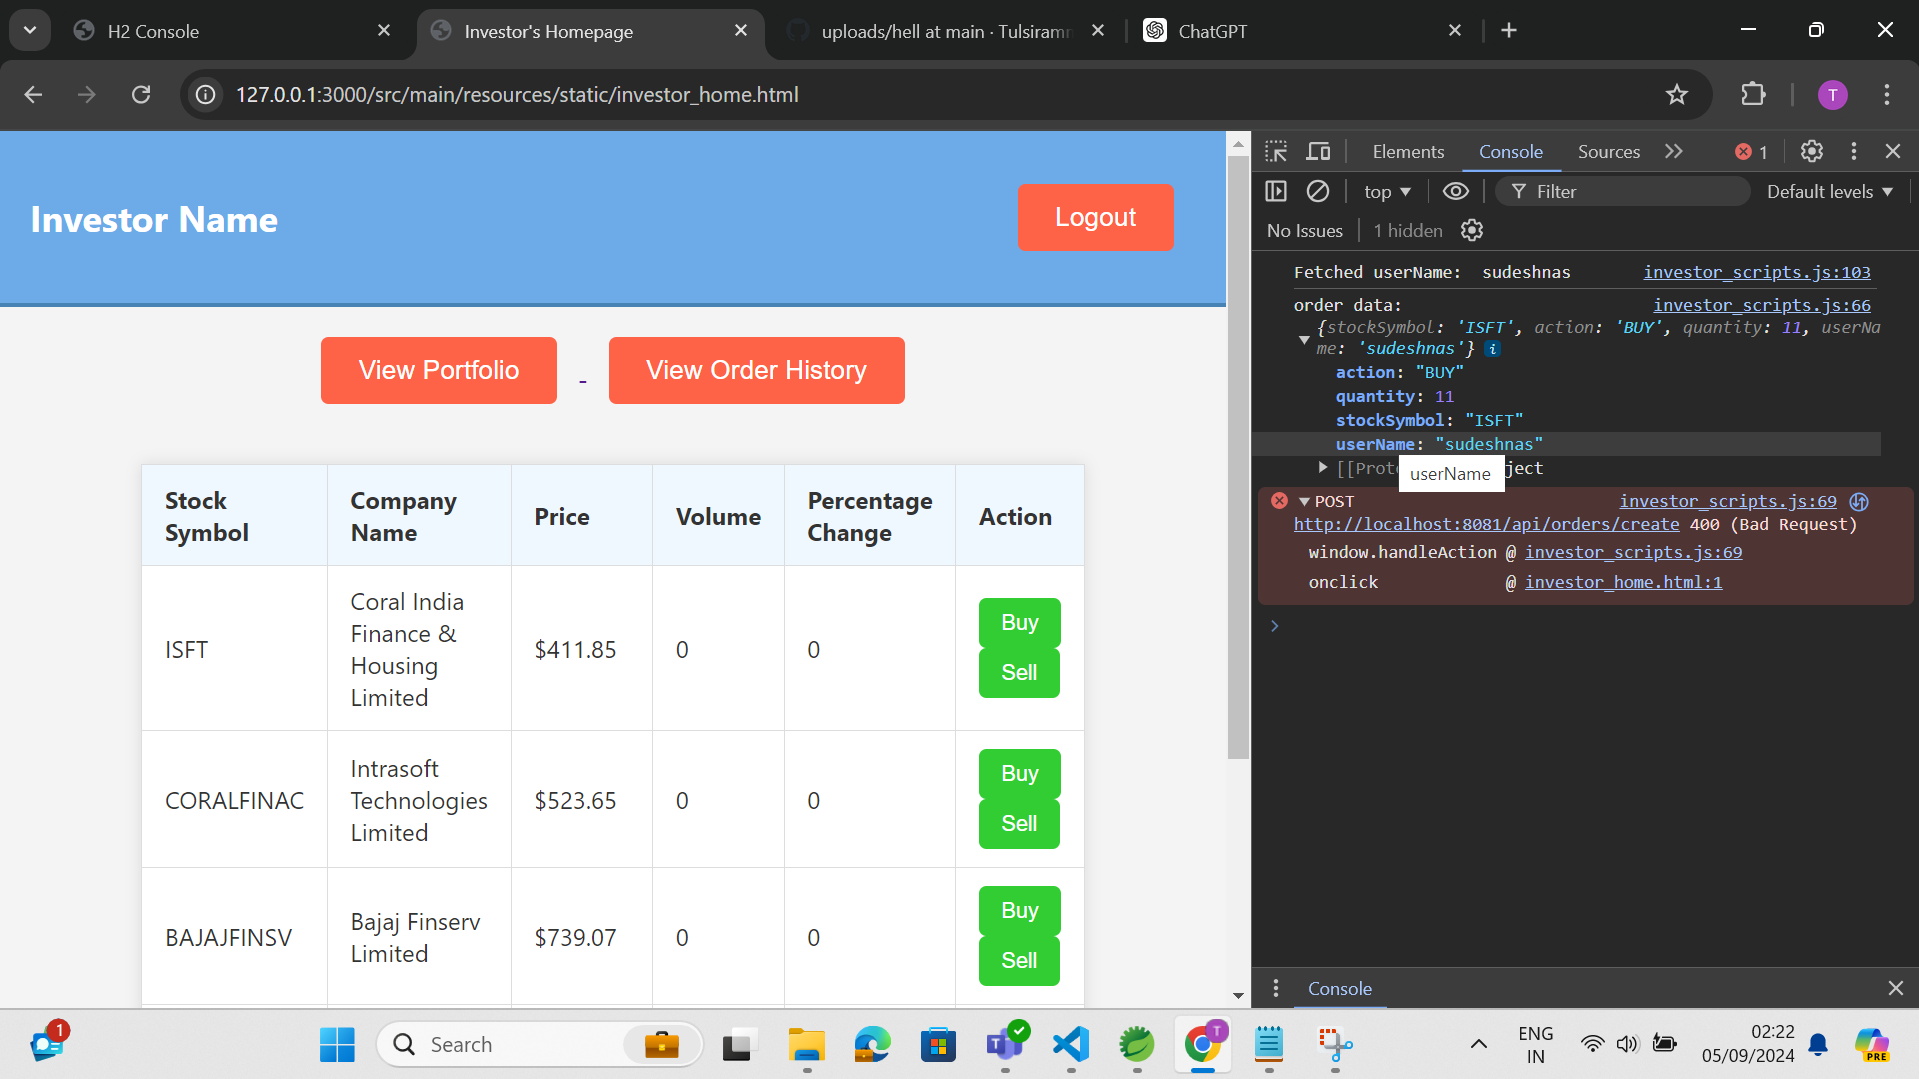 H2 Console
Investor's Homepage
uploads/hell at main · Tulsiramn
ChatGPT
127.0.0.1:3000/src/main/resources/static/investor_home.html
T
Investor Name
Logout
View Portfolio
-
View Order History
Stock Symbol
Company Name
Price
Volume
Percentage Change
Action
ISFT
Coral India
Finance &
Housing
Limited
$411.85
0
0
Buy
Sell
CORALFINAC
Intrasoft
Technologies
Limited
$523.65
0
0
Buy
Sell
BAJAJFINSV
Bajaj Finserv
Limited
$739.07
0
0
Buy
Sell
Elements
Console
Sources
1
top
Filter
Default levels
No Issues
1 hidden
Fetched userName: sudeshnas investor_scripts.js:103
order data: investor_scripts.js:66
{stockSymbol: 'ISFT', action: 'BUY', quantity: 11, userNa
me: 'sudeshnas'} i
action: "BUY"
quantity: 11
stockSymbol: "ISFT"
userName: "sudeshnas"
[[Prot ject
userName
POST investor_scripts.js:69
http://localhost:8081/api/orders/create 400 (Bad Request)
window.handleAction @ investor_scripts.js:69
onclick @ investor_home.html:1
Console
1
Search
T
T
PRE
ENG
IN
02:22
05/09/2024